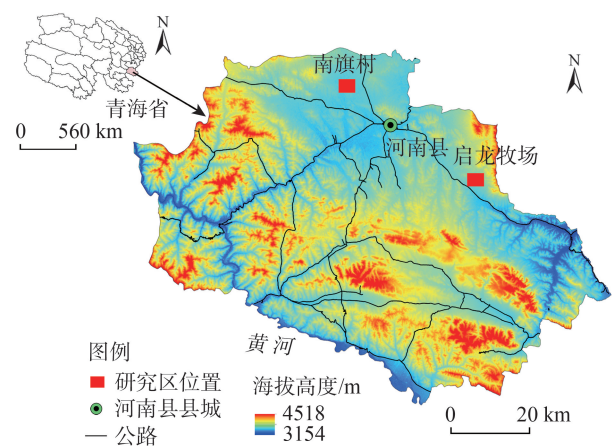 N
青海省
0 560 km
南旗村
N
河南县
启龙牧场
黄河
图例
研究区位置
河南县县城
公路
海拔高度/m
4518
3154
0 20 km